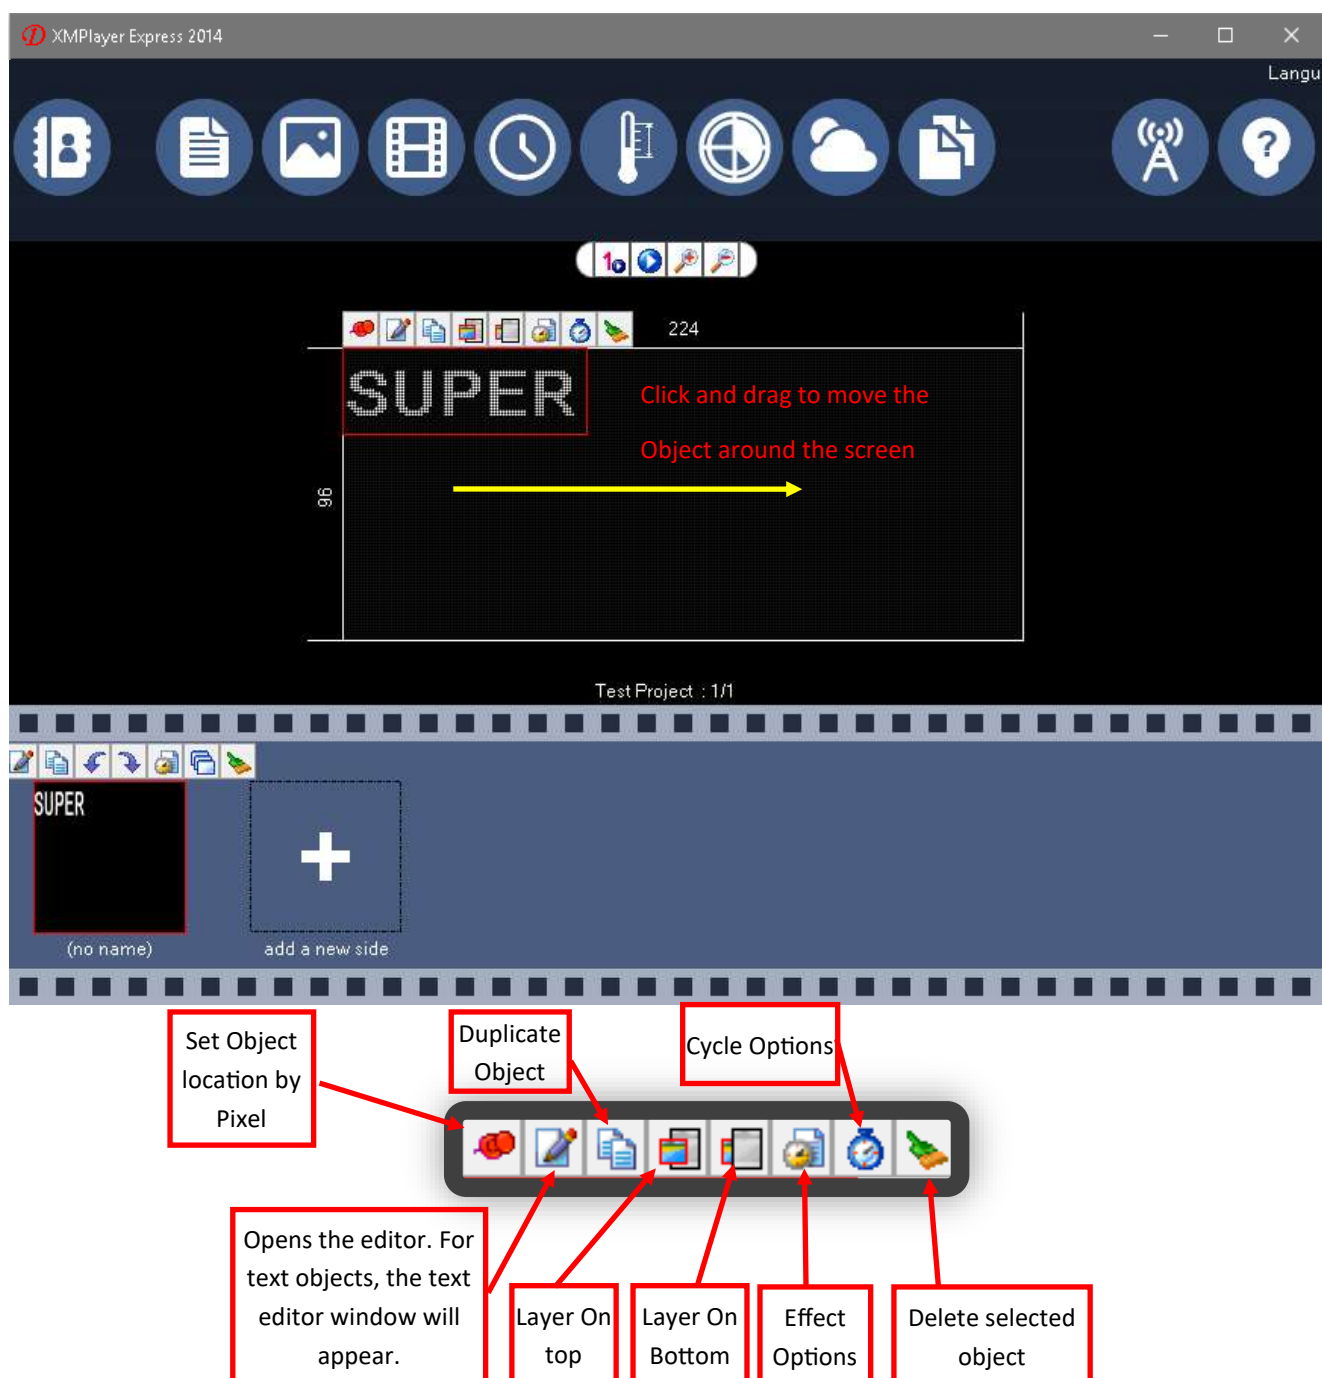 XMPlayer Express 2014
Langu
224
SUPER
Click and drag to move the
Object around the screen
96
Test Project : 1/1
SUPER
(no name)
add a new side
Set Object
location by
Pixel
Duplicate
Object
Cycle Options
Opens the editor. For
text objects, the text
editor window will
appear.
Layer On
top
Layer On
Bottom
Effect
Options
Delete selected
object